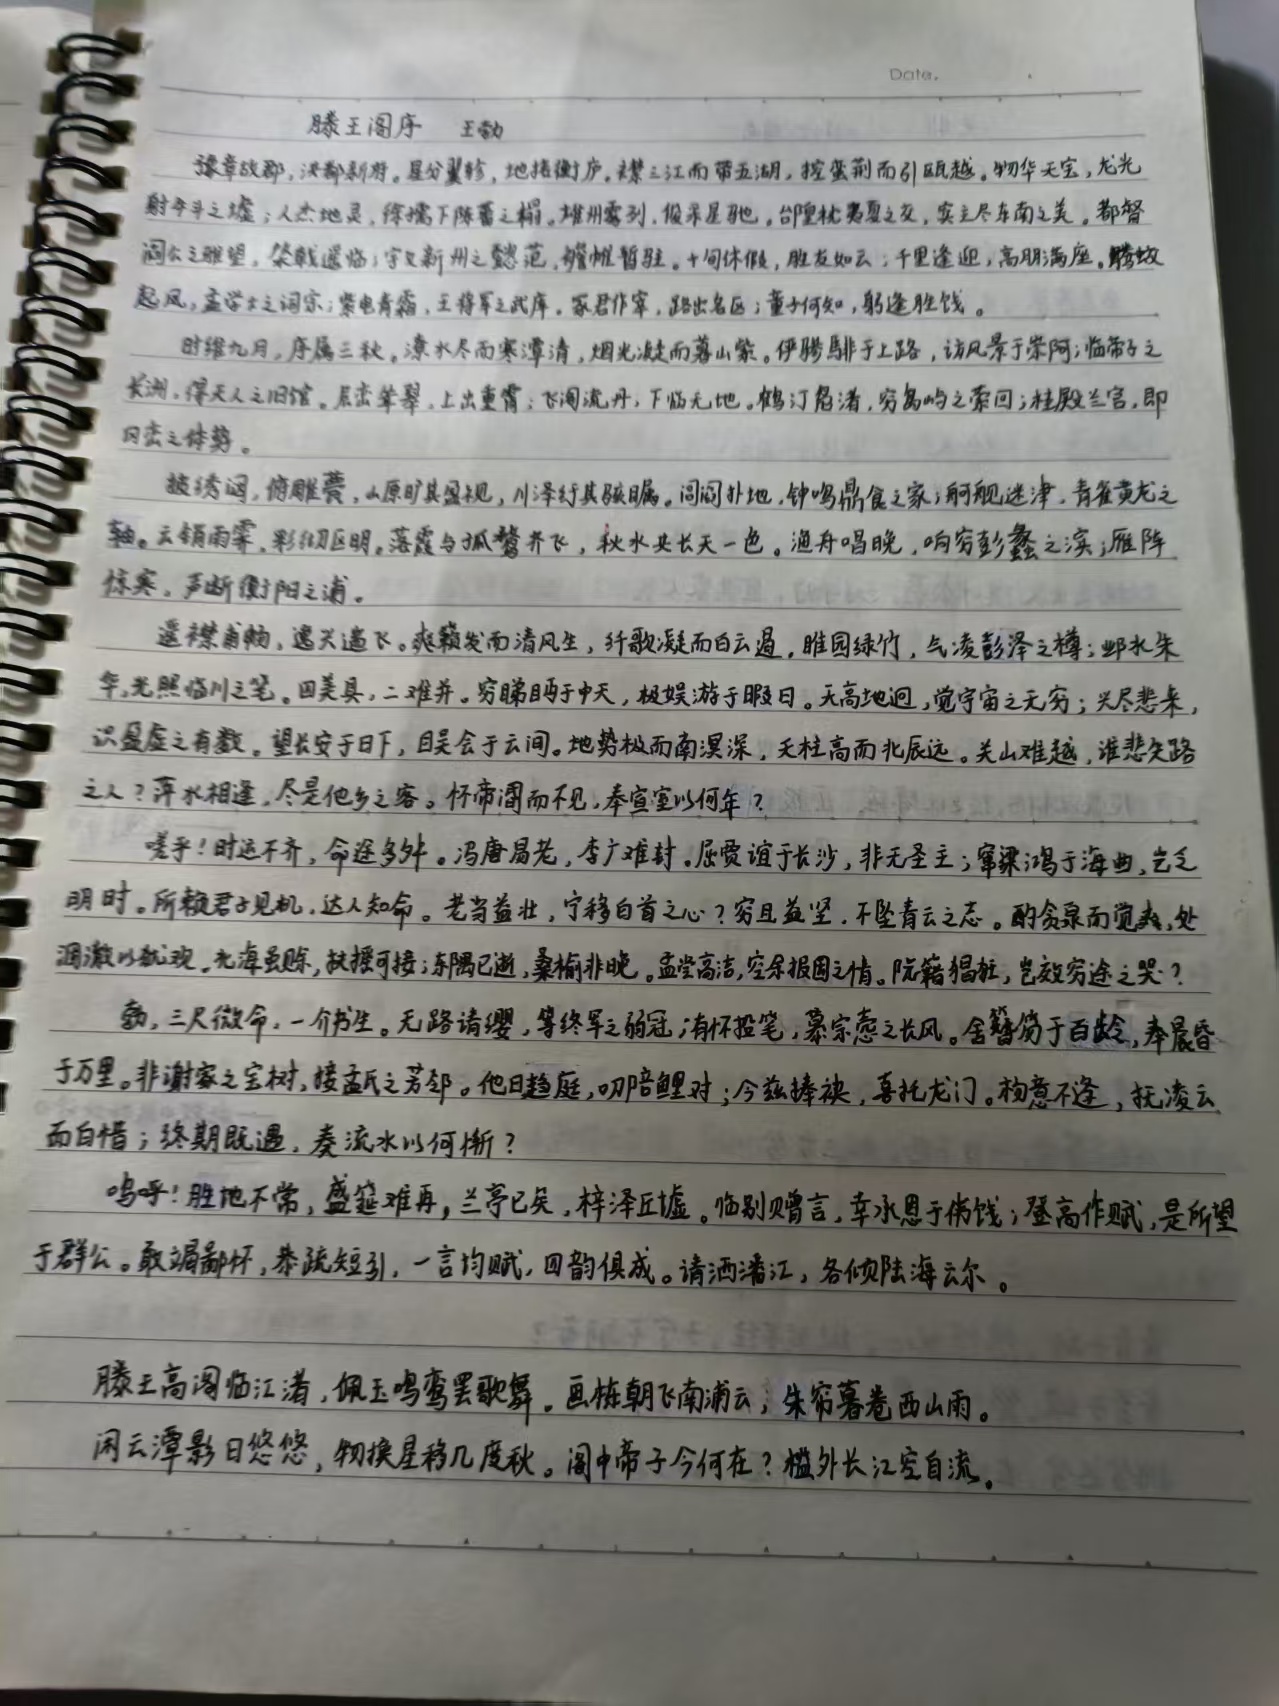 Date.
滕王阁序 王勃
豫章故郡，洪都新府。星分翼轸，地接衡庐。襟三江而带五湖，控蛮荆而引瓯越。物华天宝，龙光
射牛斗之墟；人杰地灵，徐孺下陈蕃之榻。雄州雾列，俊采星驰。台隍枕夷夏之交，宾主尽东南之美。都督
阎公之雅望，棨戟遥临；宇文新州之懿范，襜帷暂驻。十旬休假，胜友如云；千里逢迎，高朋满座。腾蛟
起凤，孟学士之词宗；紫电青霜，王将军之武库。家君作宰，路出名区；童子何知，躬逢胜饯。
时维九月，序属三秋。潦水尽而寒潭清，烟光凝而暮山紫。俨骖騑于上路，访风景于崇阿；临帝子之
长洲，得天人之旧馆。层峦耸翠，上出重霄；飞阁流丹，下临无地。鹤汀凫渚，穷岛屿之萦回；桂殿兰宫，即
冈峦之体势。
披绣闼，俯雕甍，山原旷其盈视，川泽纡其骇瞩。闾阎扑地，钟鸣鼎食之家；舸舰迷津，青雀黄龙之
轴。云销雨霁，彩彻区明。落霞与孤鹜齐飞，秋水共长天一色。渔舟唱晚，响穷彭蠡之滨；雁阵
惊寒，声断衡阳之浦。
遥襟甫畅，逸兴遄飞。爽籁发而清风生，纤歌凝而白云遏，睢园绿竹，气凌彭泽之樽；邺水朱
华，光照临川之笔。四美具，二难并。穷睇眄于中天，极娱游于暇日。天高地迥，觉宇宙之无穷；兴尽悲来，
识盈虚之有数。望长安于日下，目吴会于云间。地势极而南溟深，天柱高而北辰远。关山难越，谁悲失路
之人？萍水相逢，尽是他乡之客。怀帝阍而不见，奉宣室以何年？
嗟乎！时运不齐，命途多舛。冯唐易老，李广难封。屈贾谊于长沙，非无圣主；窜梁鸿于海曲，岂乏
明时。所赖君子见机，达人知命。老当益壮，宁移白首之心？穷且益坚，不坠青云之志。酌贪泉而觉爽，处
涸辙以犹欢。北海虽赊，扶摇可接；东隅已逝，桑榆非晚。孟尝高洁，空余报国之情。阮籍猖狂，岂效穷途之哭？
勃，三尺微命，一介书生。无路请缨，等终军之弱冠；有怀投笔，慕宗悫之长风。舍簪笏于百龄，奉晨昏
于万里。非谢家之宝树，接孟氏之芳邻。他日趋庭，叨陪鲤对；今兹捧袂，喜托龙门。杨意不逢，抚凌云
而自惜；终期既遇，奏流水以何惭？
呜呼！胜地不常，盛筵难再，兰亭已矣，梓泽丘墟。临别赠言，幸承恩于伟饯；登高作赋，是所望
于群公。敢竭鄙怀，恭疏短引，一言均赋，四韵俱成。请洒潘江，各倾陆海云尔。
滕王高阁临江渚，佩玉鸣鸾罢歌舞。画栋朝飞南浦云；朱帘暮卷西山雨。
闲云潭影日悠悠，物换星移几度秋。阁中帝子今何在？槛外长江空自流。